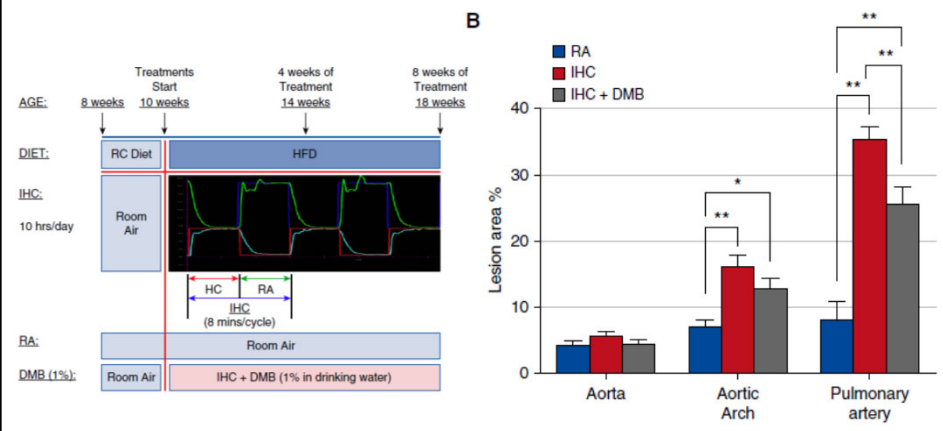 B
Treatments
Start
4 weeks of
Treatment
8 weeks of
Treatment
AGE:
8 weeks
10 weeks
14 weeks
18 weeks
DIET:
RC Diet
HFD
IHC:
10 hrs/day
Room
Air
HC
RA
IHC
(8 mins/cycle)
RA:
Room Air
DMB (1%):
Room Air
IHC + DMB (1% in drinking water)
RA
IHC
IHC + DMB
Lesion area %
40
30
20
10
0
**
*
**
**
**
**
Aorta
Aortic
Arch
Pulmonary
artery